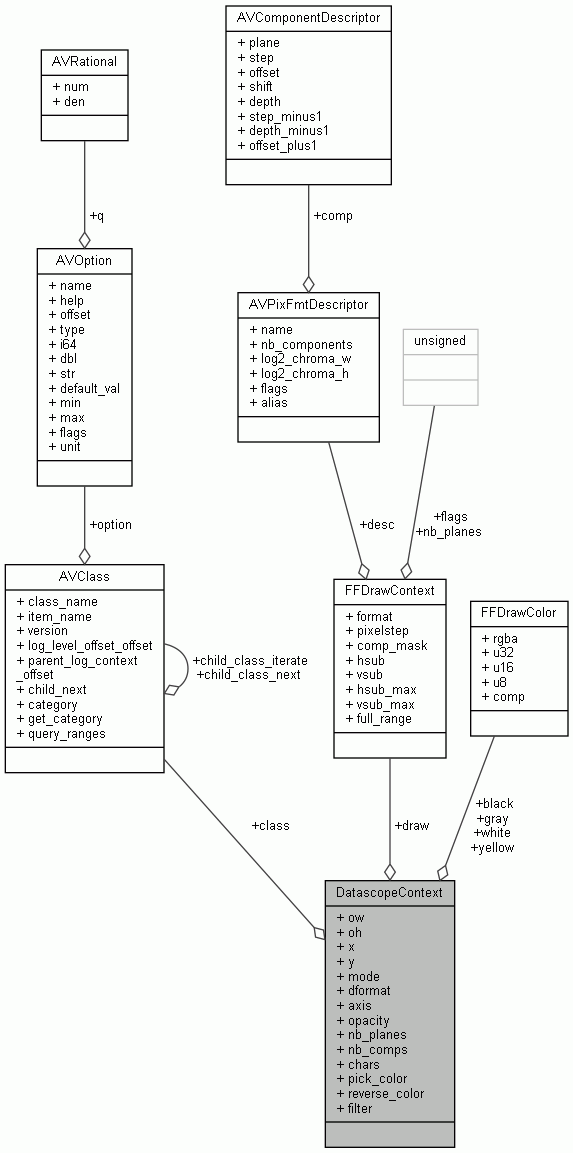 AVComponentDescriptor
+ plane
+ step
+ offset
+ shift
+ depth
+ step_minus1
+ depth_minus1
+ offset_plus1
AVRational
+ num
+ den
+q
+comp
AVOption
+ name
+ help
+ offset
+ type
+ i64
+ dbl
+ str
+ default_val
+ min
+ max
+ flags
+ unit
AVPixFmtDescriptor
+ name
+ nb_components
+ log2_chroma_w
+ log2_chroma_h
+ flags
+ alias
unsigned
+option
+desc
+flags
+nb_planes
AVClass
+ class_name
+ item_name
+ version
+ log_level_offset_offset
+ parent_log_context
_offset
+ child_next
+ category
+ get_category
+ query_ranges
+child_class_iterate
+child_class_next
FFDrawContext
+ format
+ pixelstep
+ comp_mask
+ hsub
+ vsub
+ hsub_max
+ vsub_max
+ full_range
FFDrawColor
+ rgba
+ u32
+ u16
+ u8
+ comp
+class
+draw
+black
+gray
+white
+yellow
DatascopeContext
+ ow
+ oh
+ x
+ y
+ mode
+ dformat
+ axis
+ opacity
+ nb_planes
+ nb_comps
+ chars
+ pick_color
+ reverse_color
+ filter